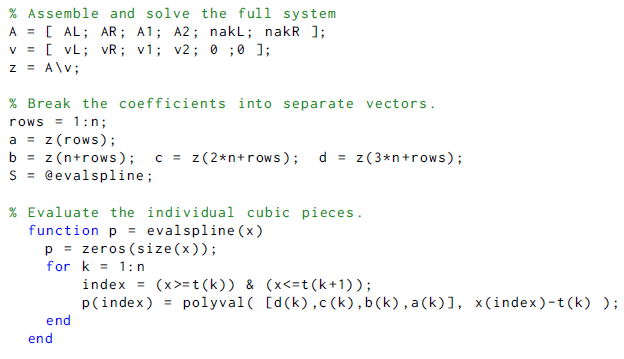 % Assemble and solve the full system
A = [ AL; AR; A1; A2; nakL; nakR ];
v = [ vL; vR; v1; v2; 0 ;0 ];
z = A\v;
% Break the coefficients into separate vectors.
rows = 1:n;
a = z(rows);
b = z(n+rows);  c = z(2*n+rows);  d = z(3*n+rows);
S = @evalspline;
% Evaluate the individual cubic pieces.
function p = evalspline(x)
p = zeros(size(x));
for k = 1:n
index = (x>=t(k)) & (x<=t(k+1));
p(index) = polyval( [d(k),c(k),b(k),a(k)], x(index)-t(k) );
end
end